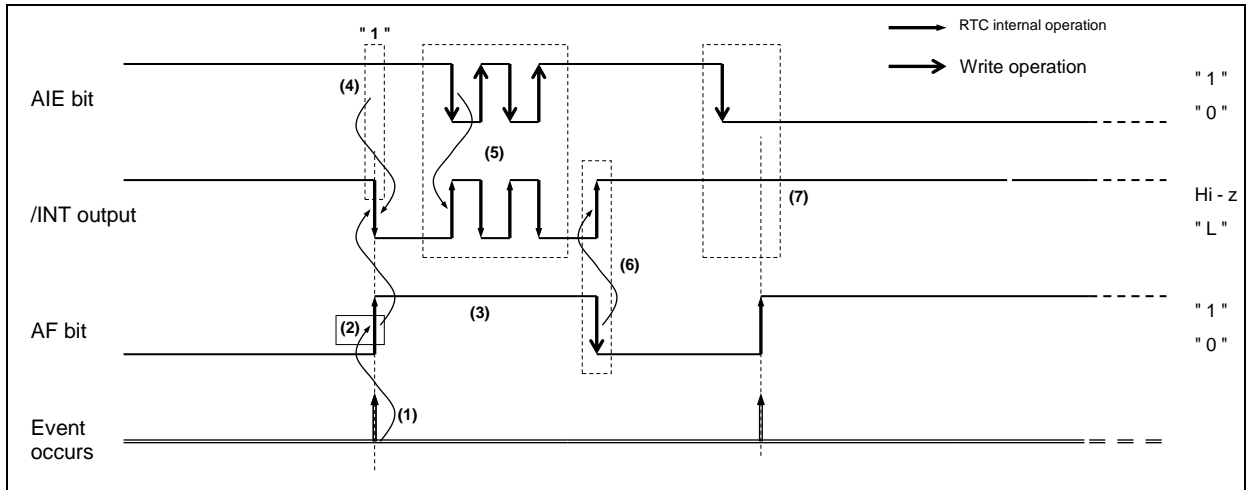 " 1 "
RTC internal operation
Write operation
AIE bit
(4)
(5)
" 1 "
" 0 "
/INT output
(7)
Hi - z
" L "
(6)
AF bit
(2)
(3)
" 1 "
" 0 "
(1)
Event
occurs